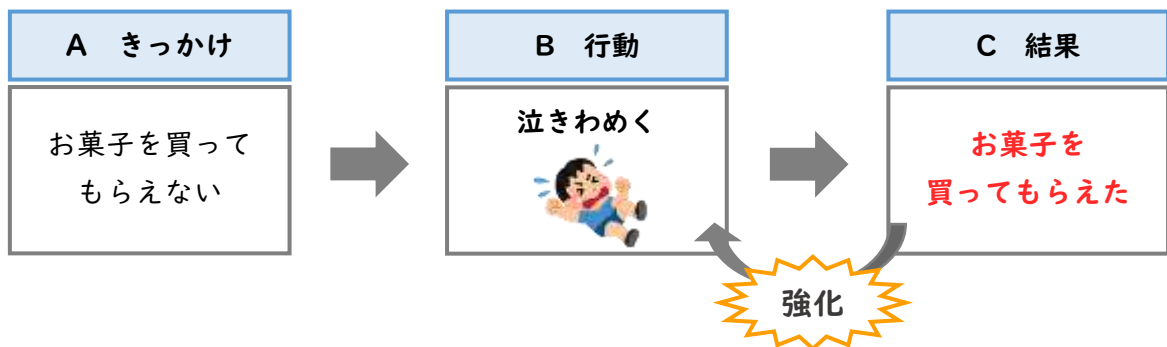 A きっかけ
お菓子を買って
もらえない
B 行動
泣きわめく
C 結果
お菓子を
買ってもらえた
強化